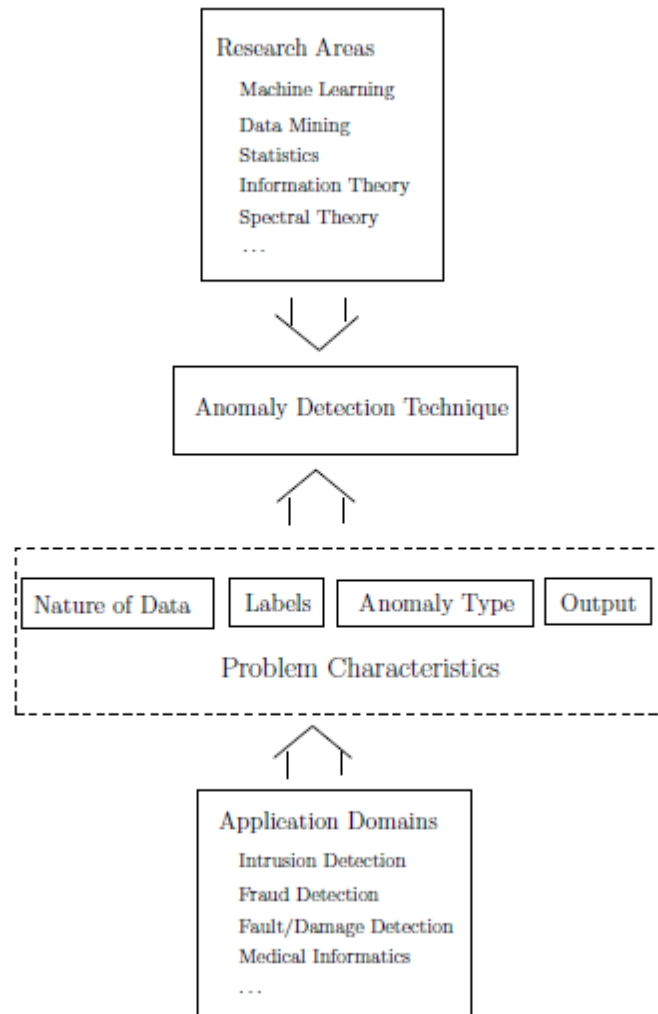 Research Areas
Machine Learning
Data Mining
Statistics
Information Theory
Spectral Theory
...
Anomaly Detection Technique
Nature of Data
Labels
Anomaly Type
Output
Problem Characteristics
Application Domains
Intrusion Detection
Fraud Detection
Fault/Damage Detection
Medical Informatics
...